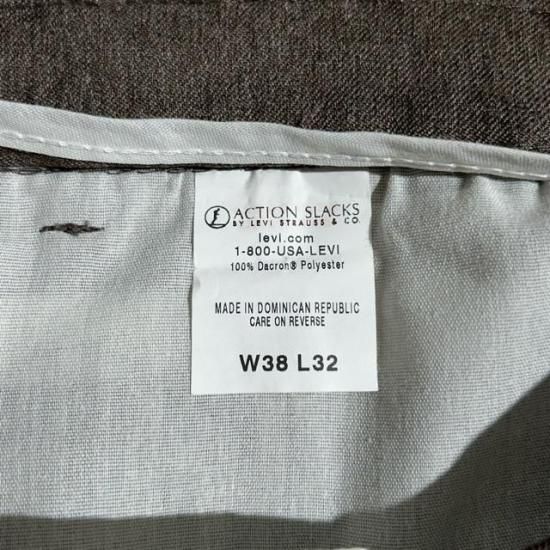 ACTION SLACKS
BY LEVI STRAUSS & CO.
levi.com
1-800-USA-LEVI
100% Dacron® Polyester
MADE IN DOMINICAN REPUBLIC
CARE ON REVERSE
W38 L32